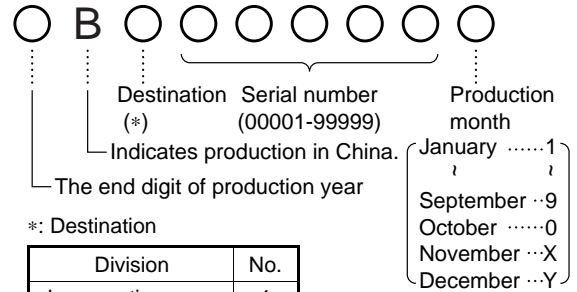 B
Destination Serial number Production
(*) (00001-99999) month
Indicates production in China. January ······1
~ ~
The end digit of production year
September ··9
*: Destination October ······0
November ···X
Division No. December ···Y